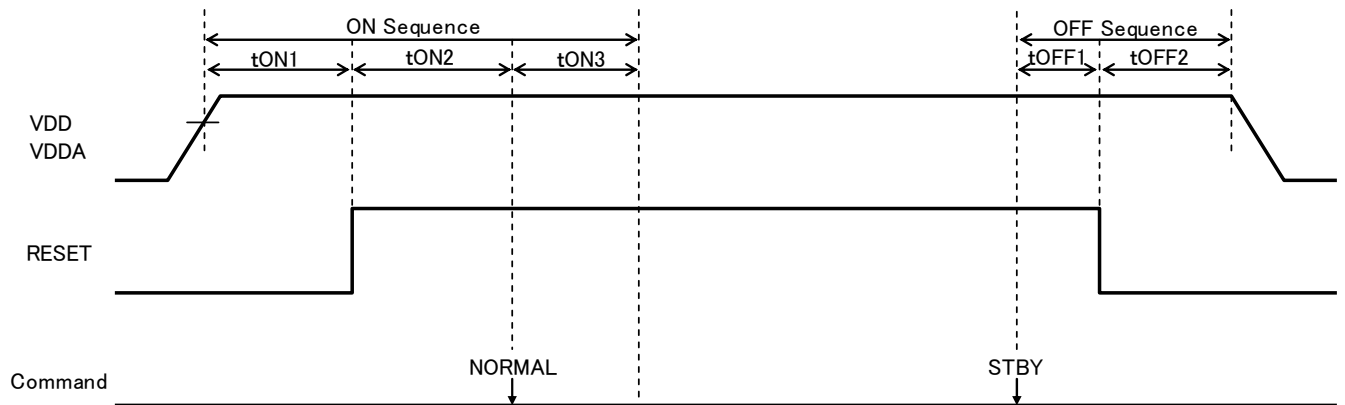 ON Sequence
OFF Sequence
tON1
tON2
tON3
tOFF1
tOFF2
VDD
VDDA
RESET
NORMAL
STBY
Command